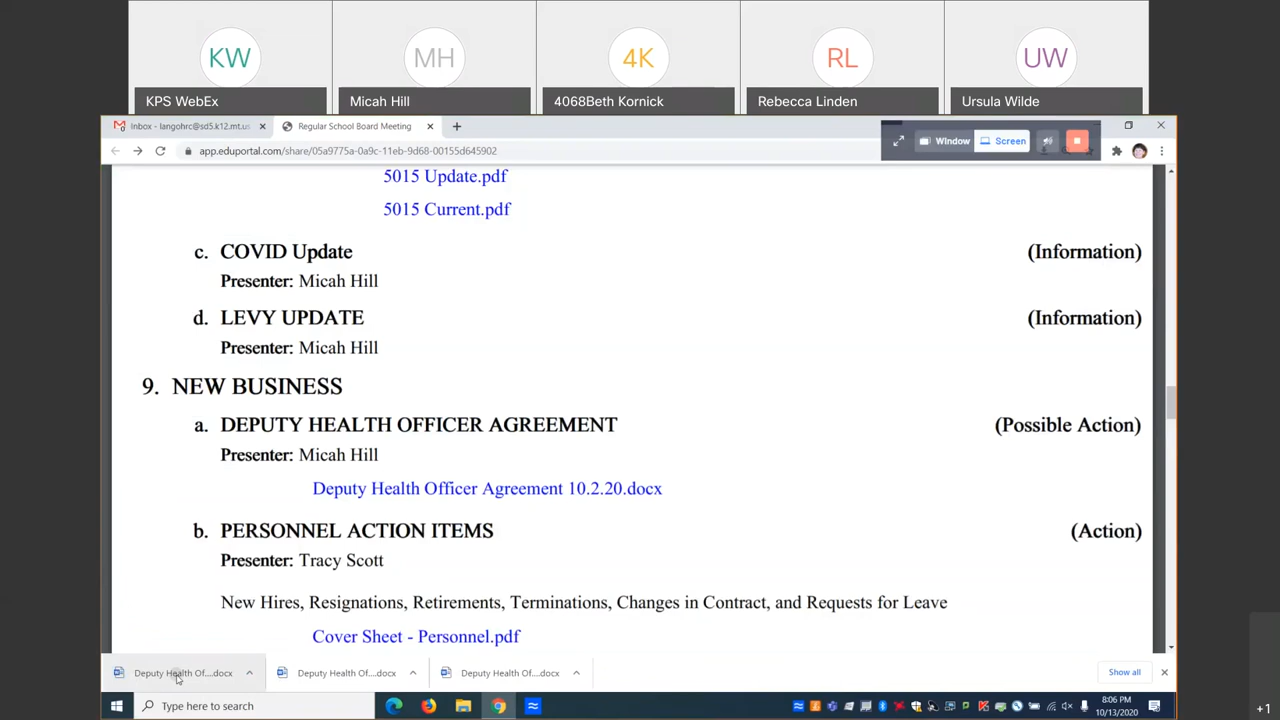 KW
MH
4K
RL
UW
KPS WebEx
Micah Hill
4068Beth Kornick
Rebecca Linden
Ursula Wilde
Inbox - langohrc@sd5.k12.mt.us
Regular School Board Meeting
Window
Screen
app.eduportal.com/share/05a9775a-0a9c-11eb-9d68-00155d645902
5015 Update.pdf
5015 Current.pdf
c. COVID Update (Information)
Presenter: Micah Hill
d. LEVY UPDATE (Information)
Presenter: Micah Hill
9. NEW BUSINESS
a. DEPUTY HEALTH OFFICER AGREEMENT (Possible Action)
Presenter: Micah Hill
Deputy Health Officer Agreement 10.2.20.docx
b. PERSONNEL ACTION ITEMS (Action)
Presenter: Tracy Scott
New Hires, Resignations, Retirements, Terminations, Changes in Contract, and Requests for Leave
Cover Sheet - Personnel.pdf
Deputy Health Of....docx
Deputy Health Of....docx
Deputy Health Of....docx
Show all
Type here to search
8:06 PM
10/13/2020
+1